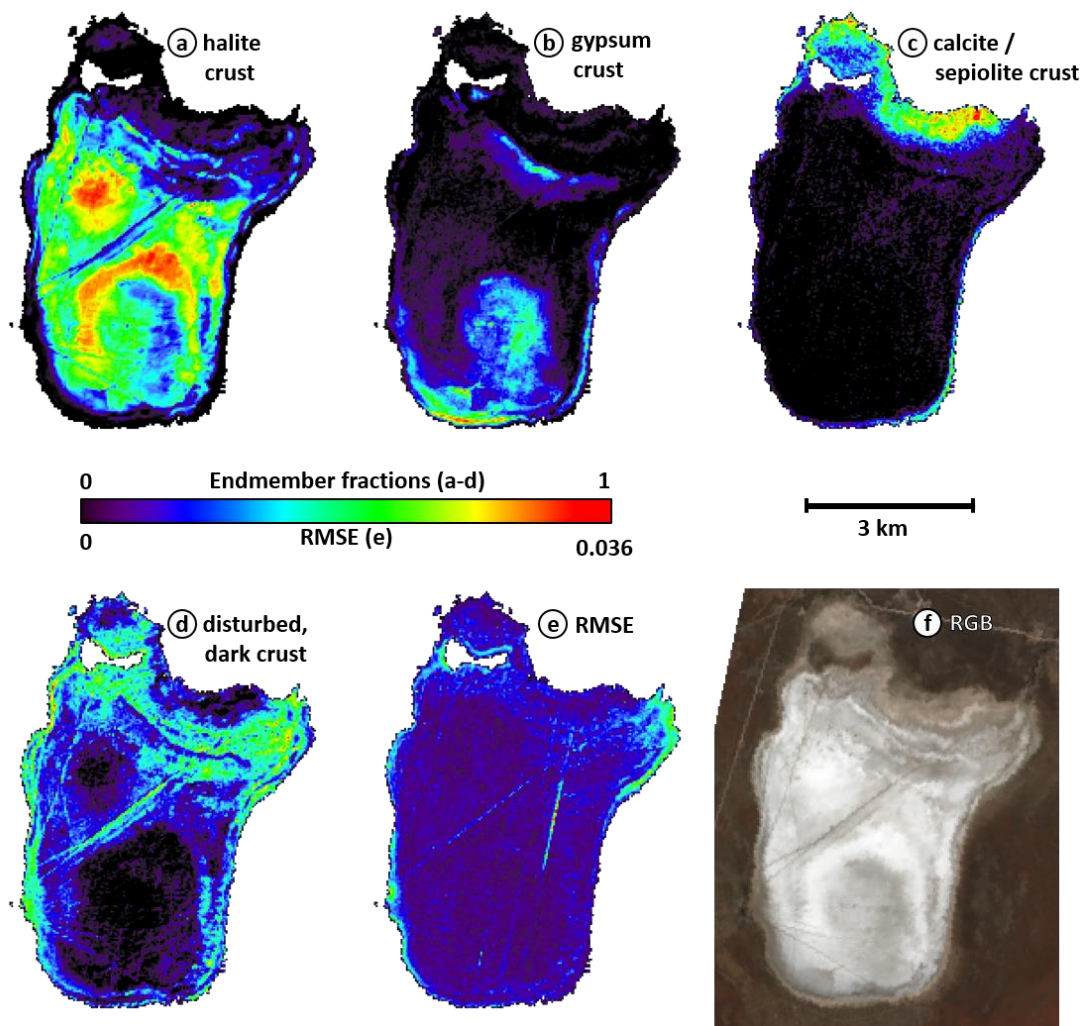 a halite
crust
b gypsum
crust
c calcite /
sepiolite crust
0 Endmember fractions (a-d) 1
0 RMSE (e) 0.036
3 km
d disturbed,
dark crust
e RMSE
f RGB